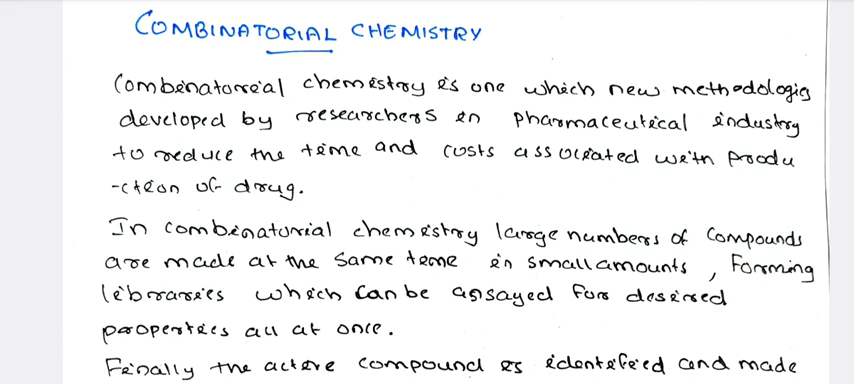 COMBINATORIAL CHEMISTRY
Combinatorial chemistry is one which new methodologis
developed by researchers in pharmaceutical industry
to reduce the time and costs associated with produ
-ction of drug.
In combinatorial chemistry large numbers of compounds
are made at the same time in small amounts, Forming
libraries which can be assayed for desired
properties all at once.
Finally the active compound is identified and made